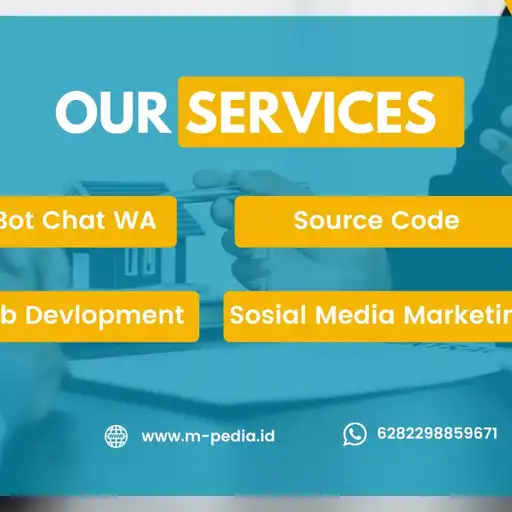 OUR SERVICES
Bot Chat WA
Source Code
b Devlopment
Sosial Media Marketin
www.m-pedia.id
6282298859671